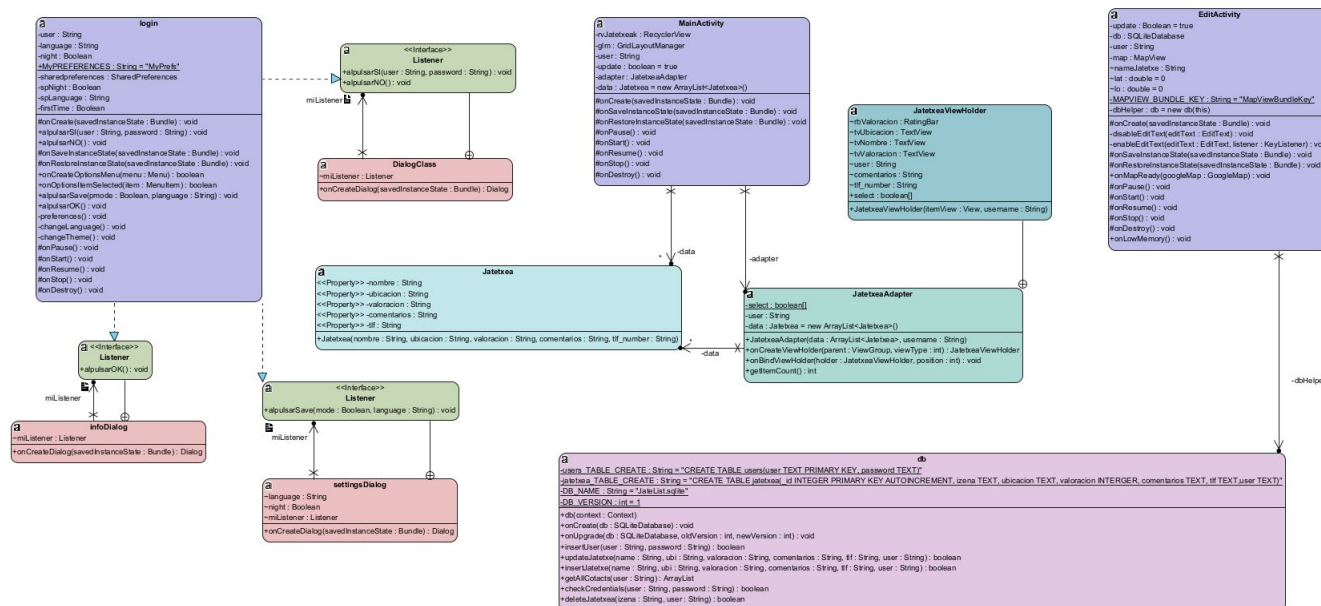 login
-user : String
-language : String
-night : Boolean
+MyPREFERENCES : String = "MyPrefs"
-sharedpreferences : SharedPreferences
-spNight : Boolean
-spLanguage : String
-firstTime : Boolean
#onCreate(savedInstanceState : Bundle) : void
+alpulsarSI(user : String, password : String) : void
+alpulsarNO() : void
#onSaveInstanceState(savedInstanceState : Bundle) : void
#onRestoreInstanceState(savedInstanceState : Bundle) : void
+onCreateOptionsMenu(menu : Menu) : boolean
+onOptionsItemSelected(item : MenuItem) : boolean
+alpulsarSave(pmode : Boolean, planguage : String) : void
+alpulsarOK() : void
-preferences() : void
-changeLanguage() : void
-changeTheme() : void
#onPause() : void
#onStart() : void
#onResume() : void
#onStop() : void
#onDestroy() : void
<<Interface>>
Listener
+alpulsarSI(user : String, password : String) : void
+alpulsarNO() : void
miListener
DialogClass
~miListener : Listener
+onCreateDialog(savedInstanceState : Bundle) : Dialog
MainActivity
-rvJatetxeak : RecyclerView
-glm : GridLayoutManager
-user : String
-update : boolean = true
-adapter : JatetxeaAdapter
-data : Jatetxea = new ArrayList<Jatetxea>()
#onCreate(savedInstanceState : Bundle) : void
#onSaveInstanceState(savedInstanceState : Bundle) : void
#onRestoreInstanceState(savedInstanceState : Bundle) : void
#onPause() : void
#onStart() : void
#onResume() : void
#onStop() : void
#onDestroy() : void
JatetxeaViewHolder
~rbValoracion : RatingBar
~tvUbicacion : TextView
~tvNombre : TextView
~tvValoracion : TextView
~user : String
~comentarios : String
~tlf_number : String
+select : boolean[]
+JatetxeaViewHolder(itemView : View, username : String)
EditActivity
-update : Boolean = true
-db : SQLiteDatabase
-user : String
-map : MapView
~nameJatetxe : String
~lat : double = 0
~lo : double = 0
-MAPVIEW_BUNDLE_KEY : String = "MapViewBundleKey"
-dbHelper : db = new db(this)
#onCreate(savedInstanceState : Bundle) : void
-disableEditText(editText : EditText) : void
-enableEditText(editText : EditText, listener : KeyListener) : vo
#onSaveInstanceState(savedInstanceState : Bundle) : void
#onRestoreInstanceState(savedInstanceState : Bundle) : void
+onMapReady(googleMap : GoogleMap) : void
#onPause() : void
#onStart() : void
#onResume() : void
#onStop() : void
#onDestroy() : void
+onLowMemory() : void
* -data
-adapter
Jatetxea
<<Property>> -nombre : String
<<Property>> -ubicacion : String
<<Property>> -valoracion : String
<<Property>> -comentarios : String
<<Property>> -tlf : String
+Jatetxea(nombre : String, ubicacion : String, valoracion : String, comentarios : String, tlf_number : String)
* -data
JatetxeaAdapter
-select : boolean[]
-user : String
-data : Jatetxea = new ArrayList<Jatetxea>()
+JatetxeaAdapter(data : ArrayList<Jatetxea>, username : String)
+onCreateViewHolder(parent : ViewGroup, viewType : int) : JatetxeaViewHolder
+onBindViewHolder(holder : JatetxeaViewHolder, position : int) : void
+getItemCount() : int
<<Interface>>
Listener
+alpulsarOK() : void
miListener
infoDialog
~miListener : Listener
+onCreateDialog(savedInstanceState : Bundle) : Dialog
<<Interface>>
Listener
+alpulsarSave(mode : Boolean, language : String) : void
miListener
settingsDialog
~language : String
~night : Boolean
~miListener : Listener
+onCreateDialog(savedInstanceState : Bundle) : Dialog
-dbHelpe
db
-users_TABLE_CREATE : String = "CREATE TABLE users(user TEXT PRIMARY KEY, password TEXT)"
-jatetxea_TABLE_CREATE : String = "CREATE TABLE jatetxea(_id INTEGER PRIMARY KEY AUTOINCREMENT, izena TEXT, ubicacion TEXT, valoracion INTERGER, comentarios TEXT, tlf TEXT,user TEXT)"
-DB_NAME : String = "JateList.sqlite"
-DB_VERSION : int = 1
+db(context : Context)
+onCreate(db : SQLiteDatabase) : void
+onUpgrade(db : SQLiteDatabase, oldVersion : int, newVersion : int) : void
+insertUser(user : String, password : String) : boolean
+updateJatetxe(name : String, ubi : String, valoracion : String, comentarios : String, tlf : String, user : String) : boolean
+insertJatetxe(name : String, ubi : String, valoracion : String, comentarios : String, tlf : String, user : String) : boolean
+getAllCotacts(user : String) : ArrayList
+checkCredentials(user : String, password : String) : boolean
+deleteJatetxea(izena : String, user : String) : boolean